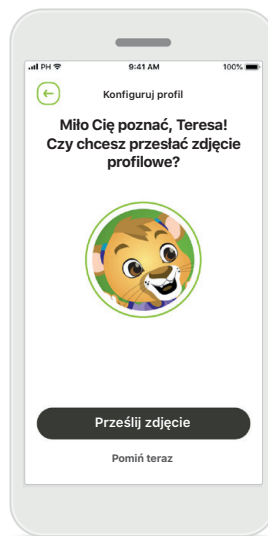 PH 9:41 AM 100%
Konfiguruj profil
Miło Cię poznać, Teresa!
Czy chcesz przesłać zdjęcie
profilowe?
Prześlij zdjęcie
Pomiń teraz